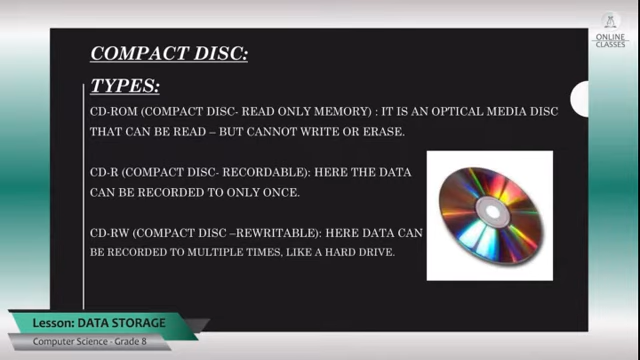 ONLINE
CLASSES
COMPACT DISC:
TYPES:
CD-ROM (COMPACT DISC- READ ONLY MEMORY) : IT IS AN OPTICAL MEDIA DISC
THAT CAN BE READ – BUT CANNOT WRITE OR ERASE.
CD-R (COMPACT DISC- RECORDABLE): HERE THE DATA
CAN BE RECORDED TO ONLY ONCE.
CD-RW (COMPACT DISC –REWRITABLE): HERE DATA CAN
BE RECORDED TO MULTIPLE TIMES, LIKE A HARD DRIVE.
Lesson: DATA STORAGE
Computer Science - Grade 8